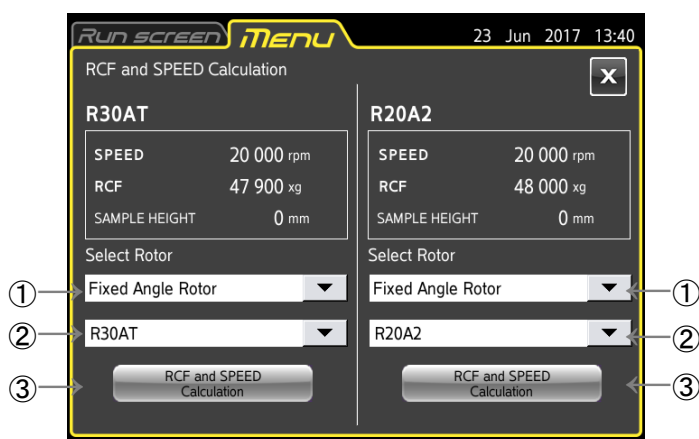 Run screen Menu 23 Jun 2017 13:40
RCF and SPEED Calculation X
R30AT
SPEED 20 000 rpm
RCF 47 900 xg
SAMPLE HEIGHT 0 mm
Select Rotor
① Fixed Angle Rotor
② R30AT
③ RCF and SPEED
Calculation
R20A2
SPEED 20 000 rpm
RCF 48 000 xg
SAMPLE HEIGHT 0 mm
Select Rotor
Fixed Angle Rotor ①
R20A2 ②
RCF and SPEED ③
Calculation